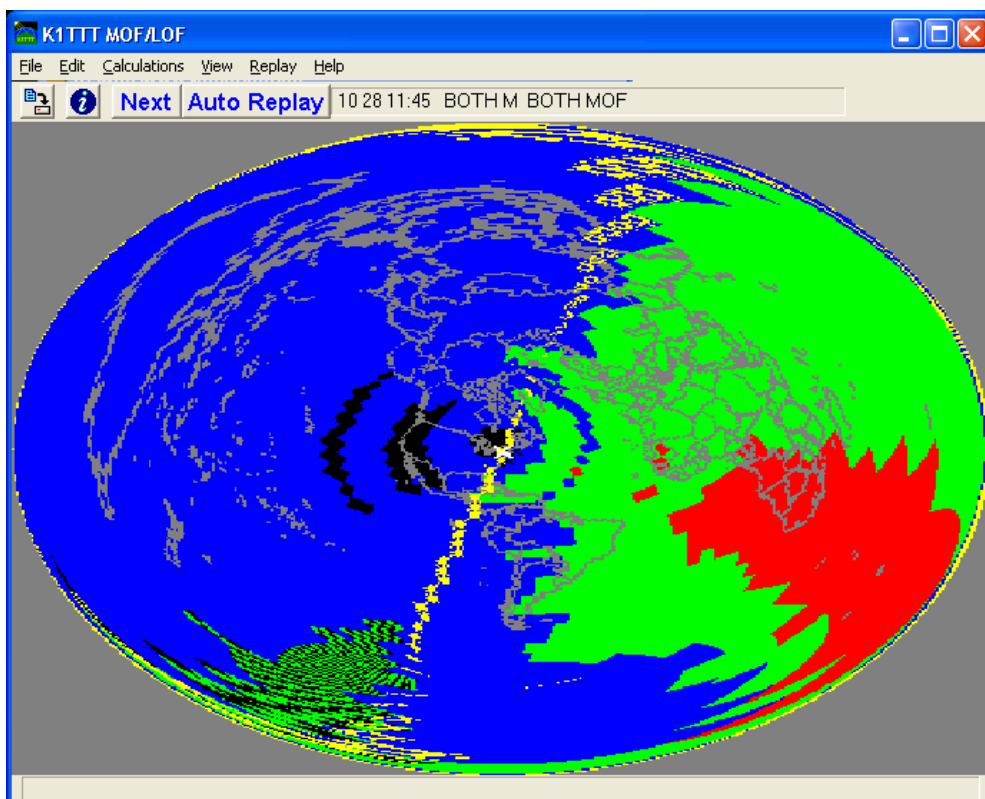 K1TTT MOF/LOF
File Edit Calculations View Replay Help
Next Auto Replay 10 28 11:45 BOTH M BOTH MOF